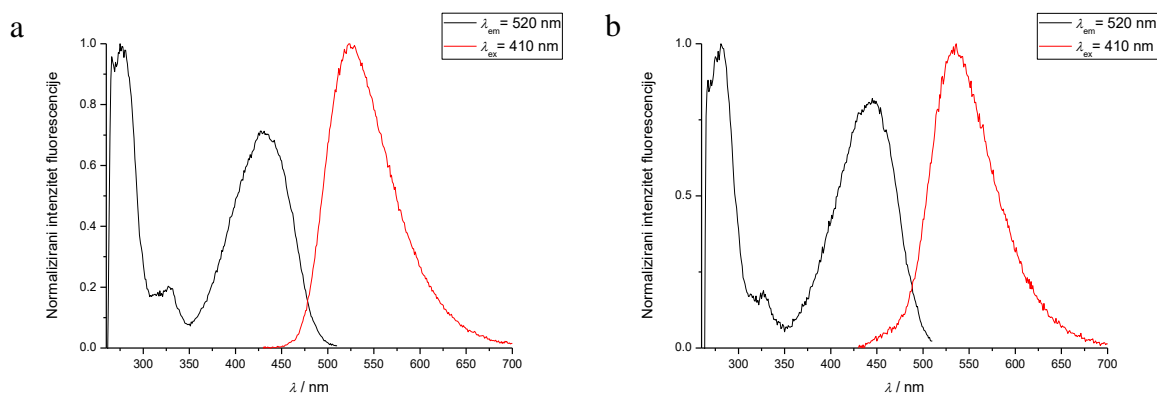 a
λem = 520 nm
λex = 410 nm
1.0
0.8
0.6
0.4
0.2
0.0
Normalizirani intenzitet fluorescencije
300 350 400 450 500 550 600 650 700
λ / nm
b
λem = 520 nm
λex = 410 nm
1.0
0.5
0.0
Normalizirani intenzitet fluorescencije
300 350 400 450 500 550 600 650 700
λ / nm